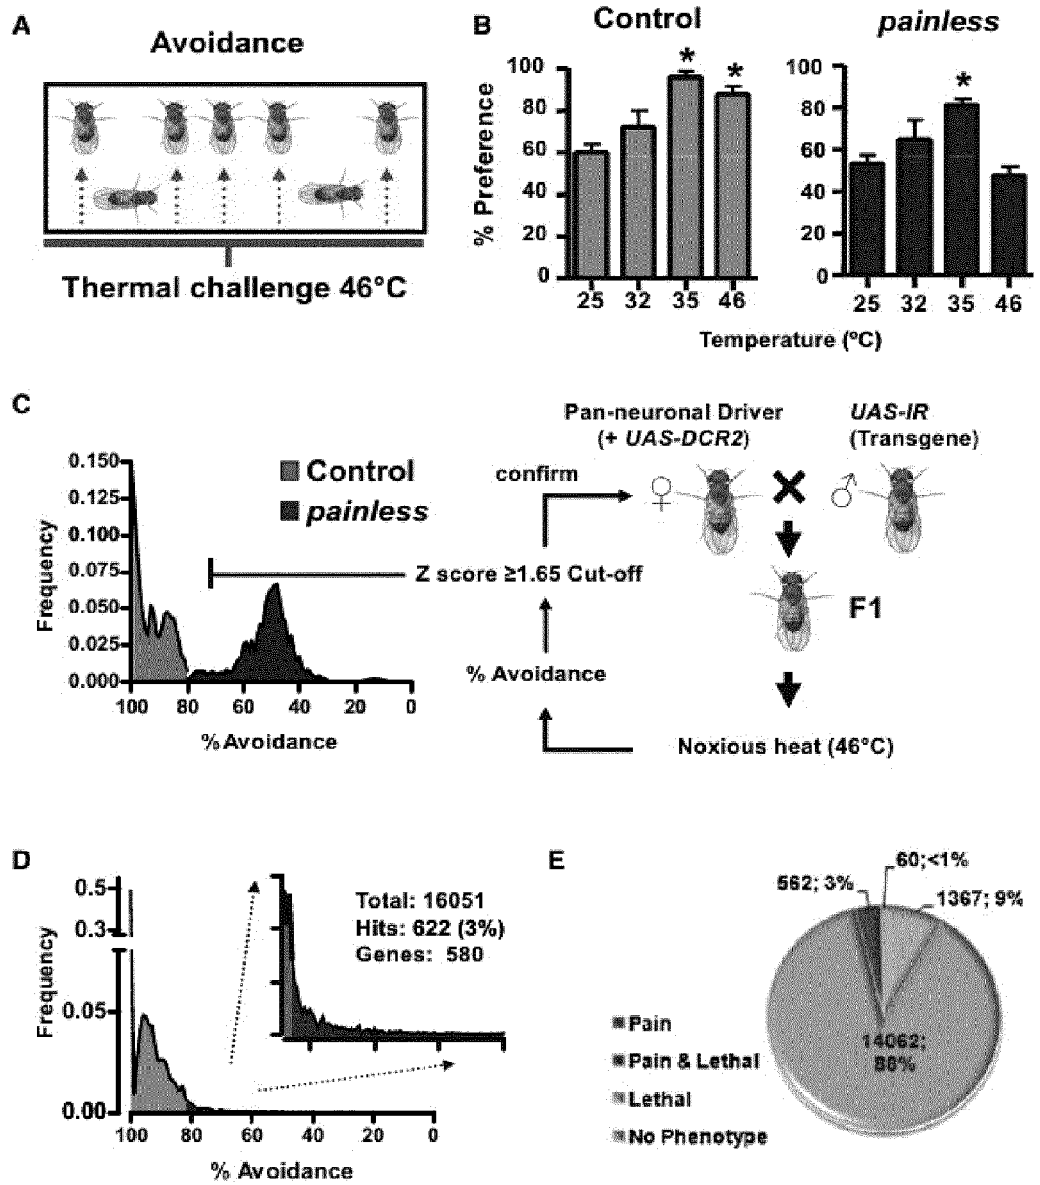 A
Avoidance
Thermal challenge 46°C
B
Control
painless
% Preference
100
80
60
40
20
0
25 32 35 46
100
80
60
40
20
0
25 32 35 46
* *
*
Temperature (ºC)
C
Frequency
0.150
0.125
0.100
0.075
0.050
0.025
0.000
100 80 60 40 20 0
% Avoidance
Control
painless
Z score ≥1.65 Cut-off
confirm
% Avoidance
Pan-neuronal Driver
(+ UAS-DCR2)
UAS-IR
(Transgene)
♀
♂
F1
Noxious heat (46°C)
D
Frequency
0.5
0.3
0.05
0.00
100 80 60 40 20 0
% Avoidance
Total: 16051
Hits: 622 (3%)
Genes: 580
E
60;<1%
562; 3%
1367; 9%
14062;
88%
Pain
Pain & Lethal
Lethal
No Phenotype